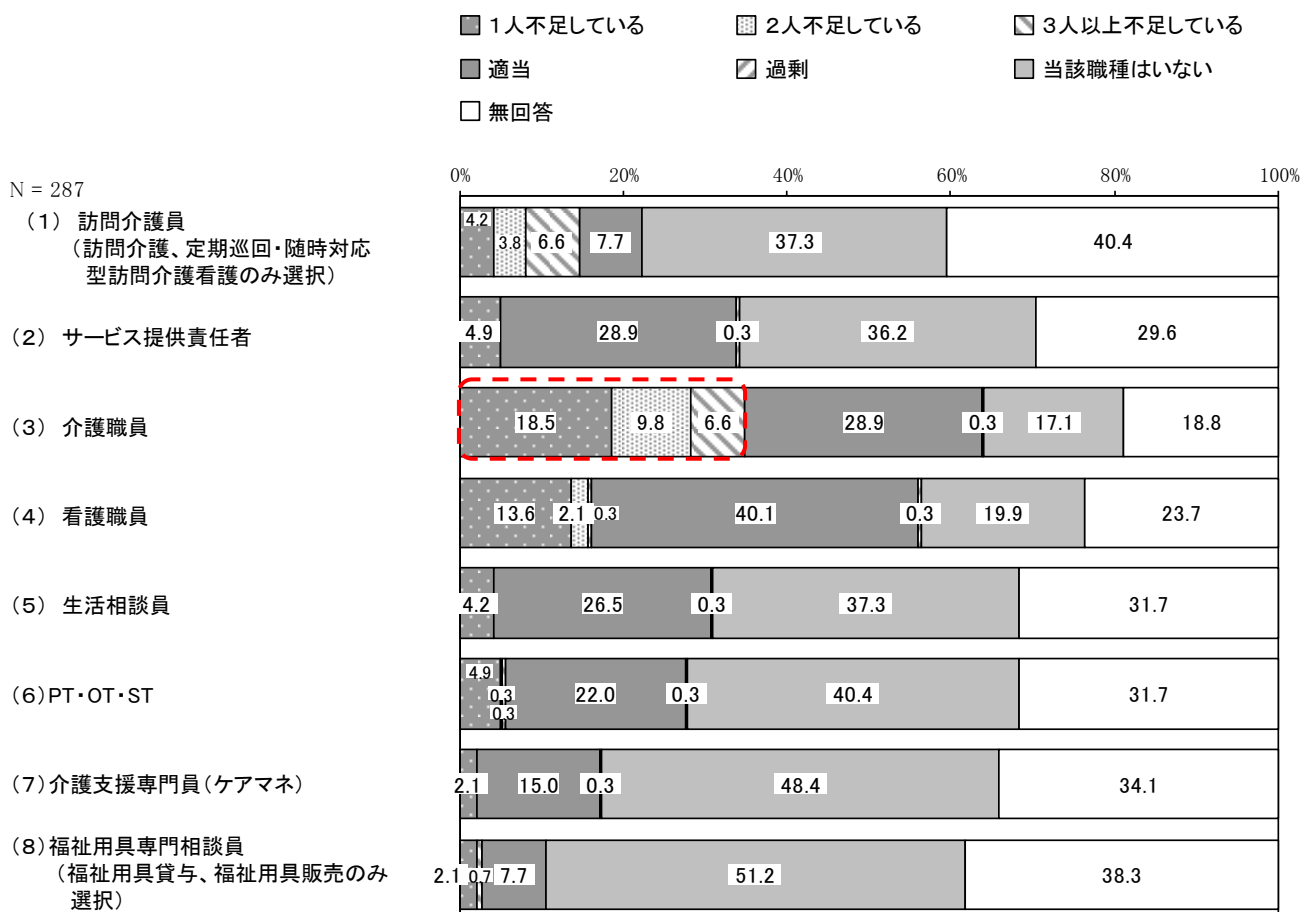 １人不足している ２人不足している ３人以上不足している
適当 過剰 当該職種はいない
無回答
0% 20% 40% 60% 80% 100%
N = 287
（１） 訪問介護員
（訪問介護、定期巡回・随時対応
型訪問介護看護のみ選択）
4.2 3.8 6.6 7.7 37.3 40.4
（２） サービス提供責任者
4.9 28.9 0.3 36.2 29.6
（３） 介護職員
18.5 9.8 6.6 28.9 0.3 17.1 18.8
（４） 看護職員
13.6 2.1 0.3 40.1 0.3 19.9 23.7
（５） 生活相談員
4.2 26.5 0.3 37.3 31.7
（６）PT・OT・ST
4.9 0.3 0.3 22.0 0.3 40.4 31.7
（７）介護支援専門員（ケアマネ）
2.1 15.0 0.3 48.4 34.1
（８）福祉用具専門相談員
（福祉用具貸与、福祉用具販売のみ
選択）
2.1 0.7 7.7 51.2 38.3